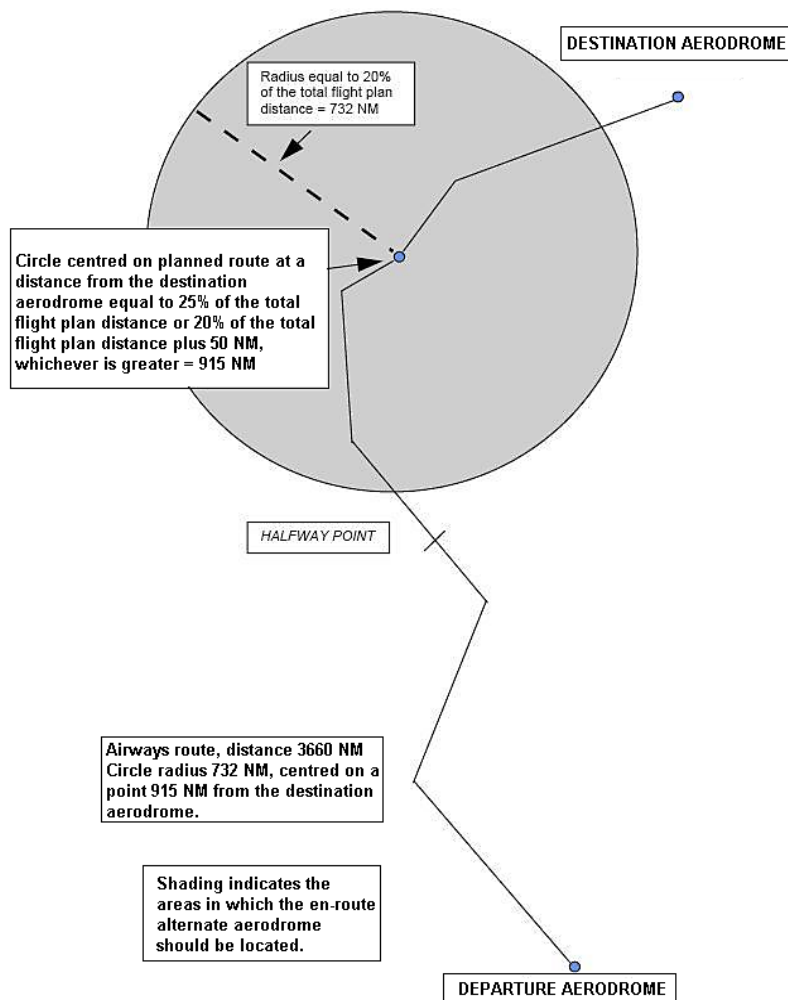 DESTINATION AERODROME
Radius equal to 20%
of the total flight plan
distance = 732 NM
Circle centred on planned route at a
distance from the destination
aerodrome equal to 25% of the total
flight plan distance or 20% of the total
flight plan distance plus 50 NM,
whichever is greater = 915 NM
HALFWAY POINT
Airways route, distance 3660 NM
Circle radius 732 NM, centred on a
point 915 NM from the destination
aerodrome.
Shading indicates the
areas in which the en-route
alternate aerodrome
should be located.
DEPARTURE AERODROME